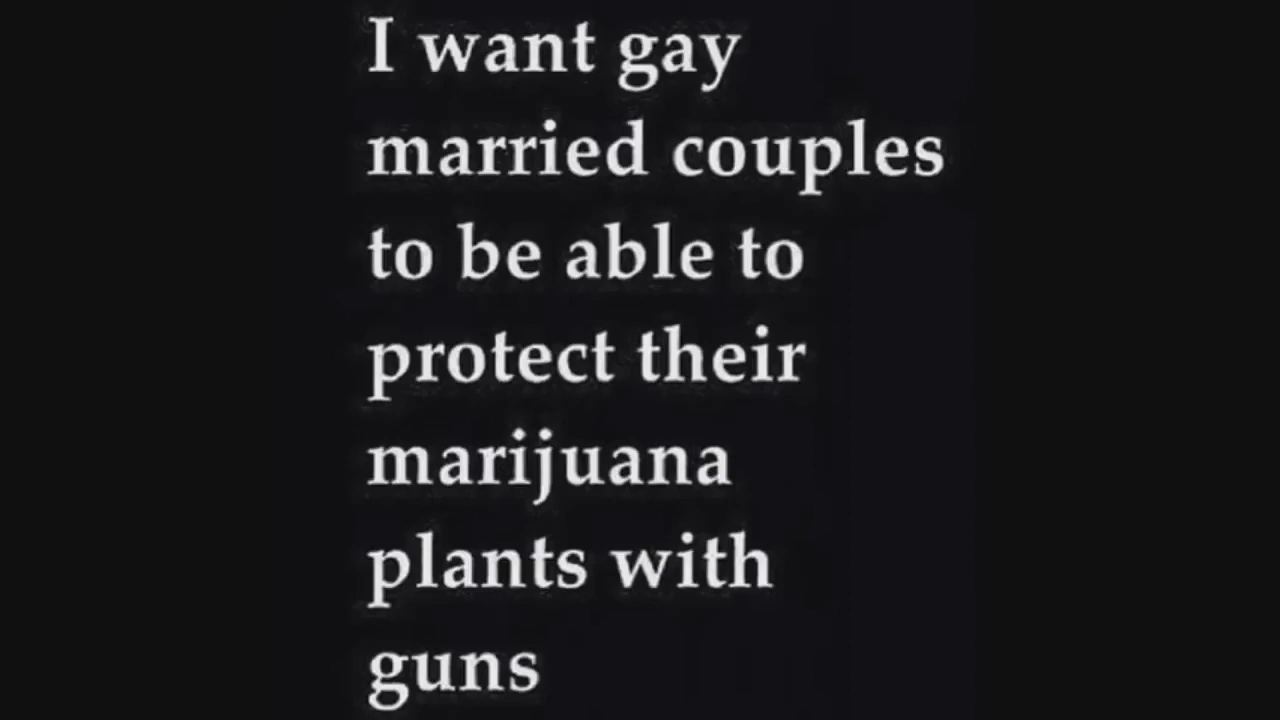 I want gay
married couples
to be able to
protect their
marijuana
plants with
guns